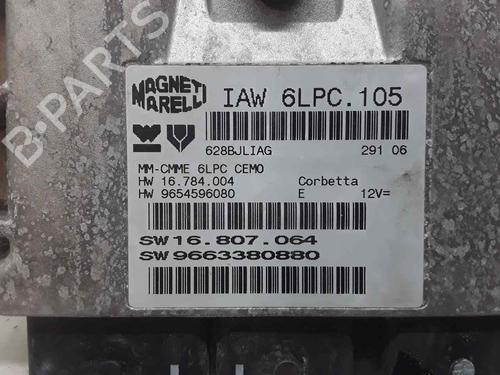 MAGNETI MARELLI
IAW 6LPC.105
628BJLIAG 291 06
MM-CMME 6LPC CEMO
HW 16.784.004 Corbetta
HW 9654596080 E 12V=
SW16.807.064
SW9663380880
B-PARTS